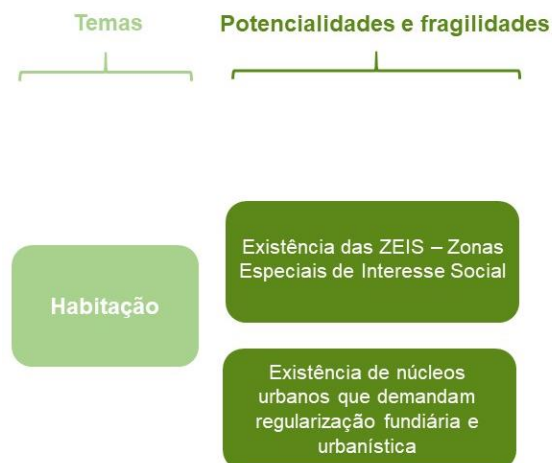 Temas
Potencialidades e fragilidades
Habitação
Existência das ZEIS – Zonas
Especiais de Interesse Social
Existência de núcleos
urbanos que demandam
regularização fundiária e
urbanística